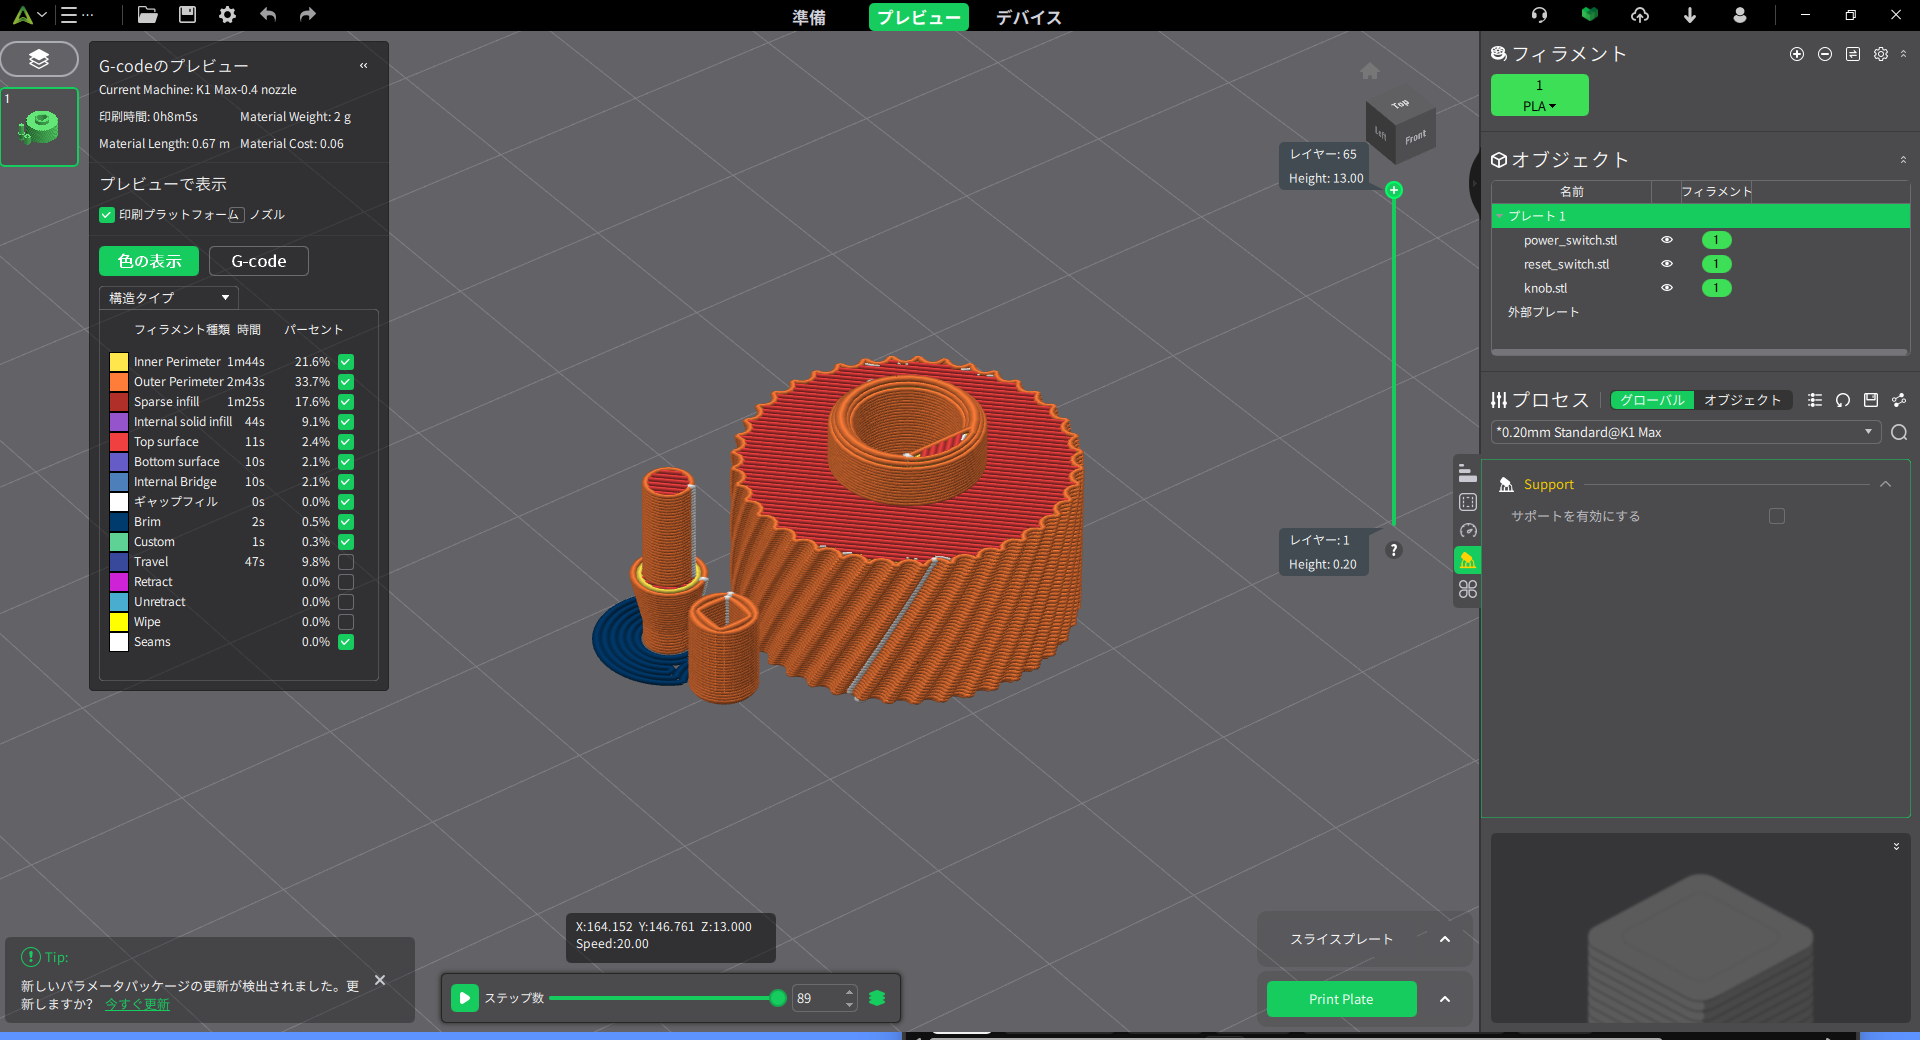 準備
プレビュー
デバイス
1
G-codeのプレビュー
«
Current Machine: K1 Max-0.4 nozzle
印刷時間: 0h8m5s Material Weight: 2 g
Material Length: 0.67 m Material Cost: 0.06
プレビューで表示
印刷プラットフォーム ノズル
色の表示 G-code
構造タイプ
フィラメント種類 時間 パーセント
Inner Perimeter 1m44s 21.6%
Outer Perimeter 2m43s 33.7%
Sparse infill 1m25s 17.6%
Internal solid infill 44s 9.1%
Top surface 11s 2.4%
Bottom surface 10s 2.1%
Internal Bridge 10s 2.1%
ギャップフィル 0s 0.0%
Brim 2s 0.5%
Custom 1s 0.3%
Travel 47s 9.8%
Retract 0.0%
Unretract 0.0%
Wipe 0.0%
Seams 0.0%
Top
Left
Front
レイヤー: 65
Height: 13.00
レイヤー: 1
Height: 0.20
?
X:164.152 Y:146.761 Z:13.000
Speed:20.00
ステップ数 89
Tip:
新しいパラメータパッケージの更新が検出されました。更
新しますか? 今すぐ更新
スライスプレート
Print Plate
フィラメント
1
PLA
オブジェクト
名前 フィラメント
プレート 1
power_switch.stl 1
reset_switch.stl 1
knob.stl 1
外部プレート
プロセス グローバル オブジェクト
*0.20mm Standard@K1 Max
Support
サポートを有効にする